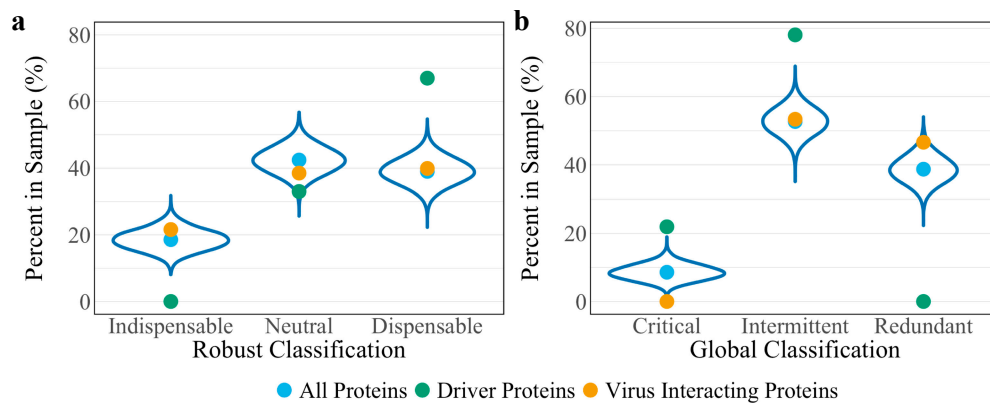 a
80
60
40
20
0
Percent in Sample (%)
Indispensable Neutral Dispensable
Robust Classification
b
80
60
40
20
0
Percent in Sample (%)
Critical Intermittent Redundant
Global Classification
All Proteins Driver Proteins Virus Interacting Proteins